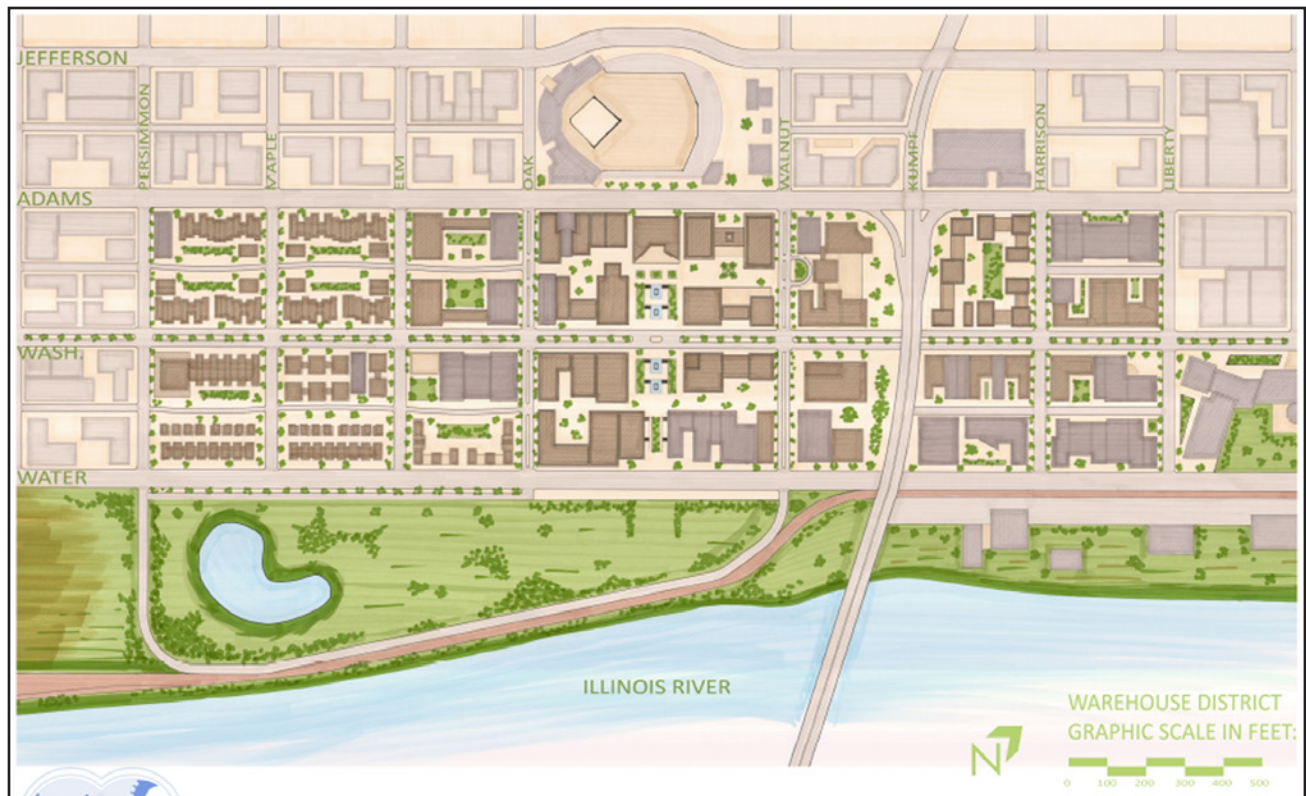 JEFFERSON
PERSIMMON
MAPLE
ELM
OAK
WALNUT
KUMPF
HARRISON
LIBERTY
ADAMS
WASH.
WATER
ILLINOIS RIVER
WAREHOUSE DISTRICT
GRAPHIC SCALE IN FEET:
N
0 100 200 300 400 500